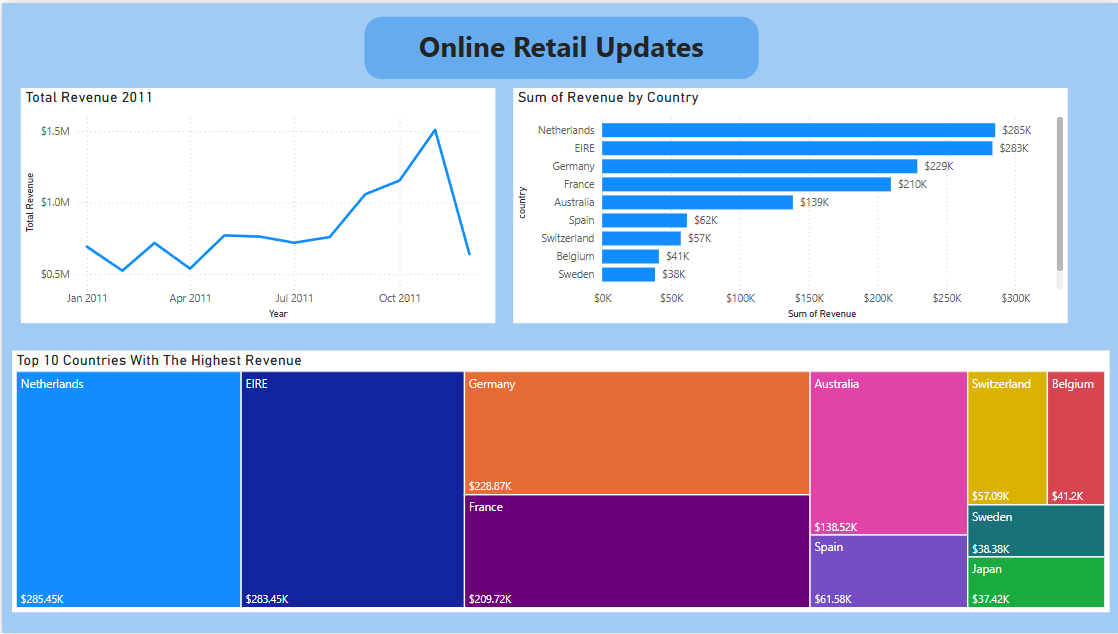 Online Retail Updates
Total Revenue 2011
$1.5M
$1.0M
$0.5M
Total Revenue
Jan 2011 Apr 2011 Jul 2011 Oct 2011
Year
Sum of Revenue by Country
country
Netherlands $285K
EIRE $283K
Germany $229K
France $210K
Australia $139K
Spain $62K
Switzerland $57K
Belgium $41K
Sweden $38K
$0K $50K $100K $150K $200K $250K $300K
Sum of Revenue
Top 10 Countries With The Highest Revenue
Netherlands
$285.45K
EIRE
$283.45K
Germany
$228.87K
France
$209.72K
Australia
$138.52K
Spain
$61.58K
Switzerland
$57.09K
Belgium
$41.2K
Sweden
$38.38K
Japan
$37.42K